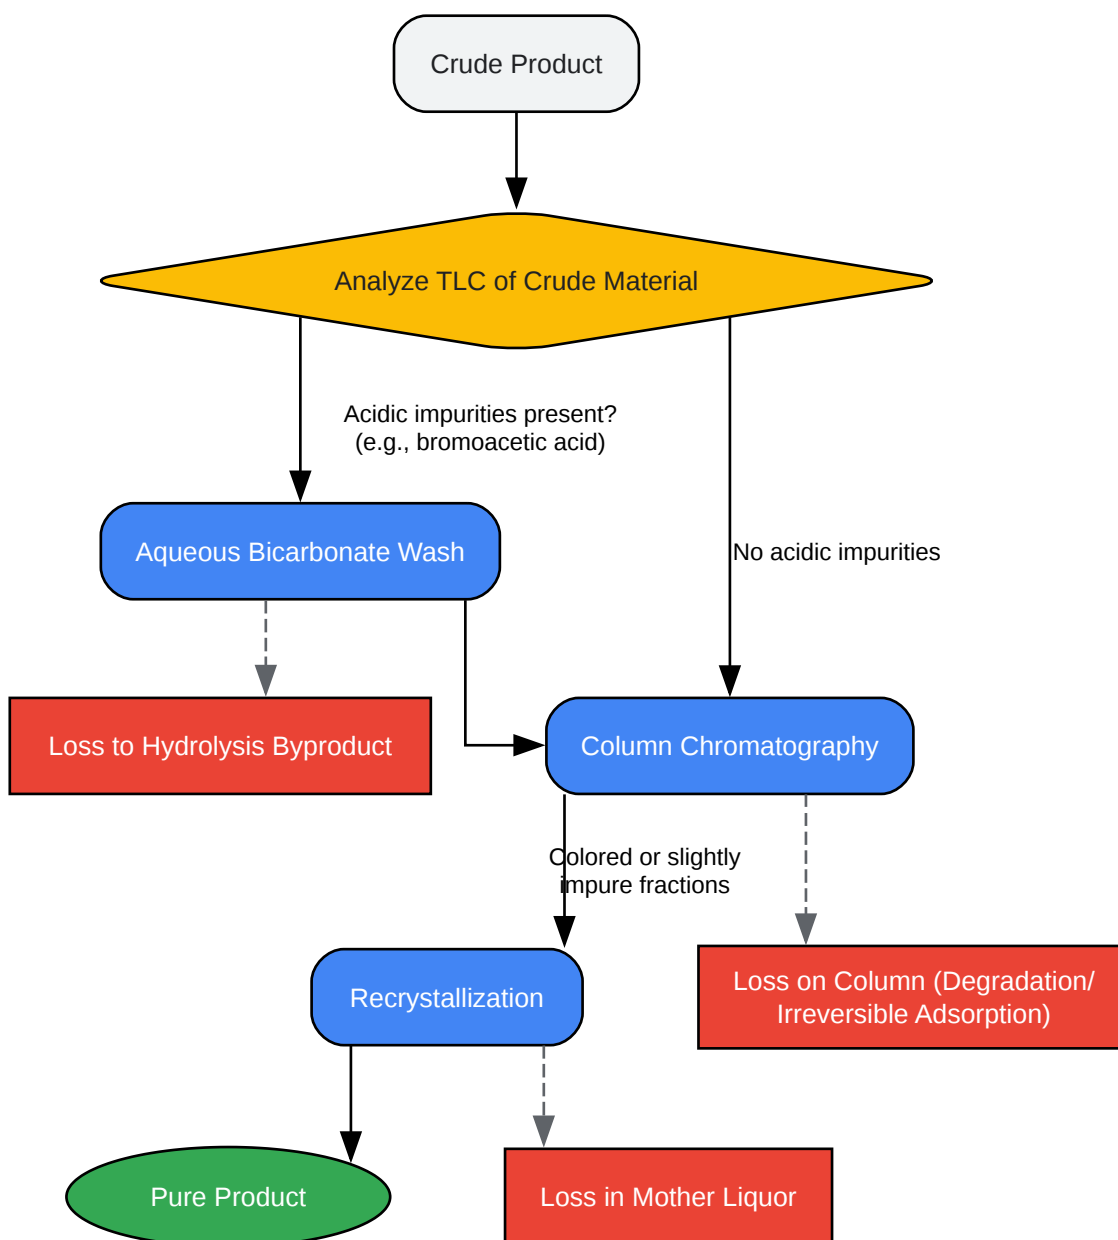 Crude Product
Analyze TLC of Crude Material
Acidic impurities present?
(e.g., bromoacetic acid)
Aqueous Bicarbonate Wash
No acidic impurities
Loss to Hydrolysis Byproduct
Column Chromatography
Colored or slightly
impure fractions
Recrystallization
Loss on Column (Degradation/
Irreversible Adsorption)
Pure Product
Loss in Mother Liquor